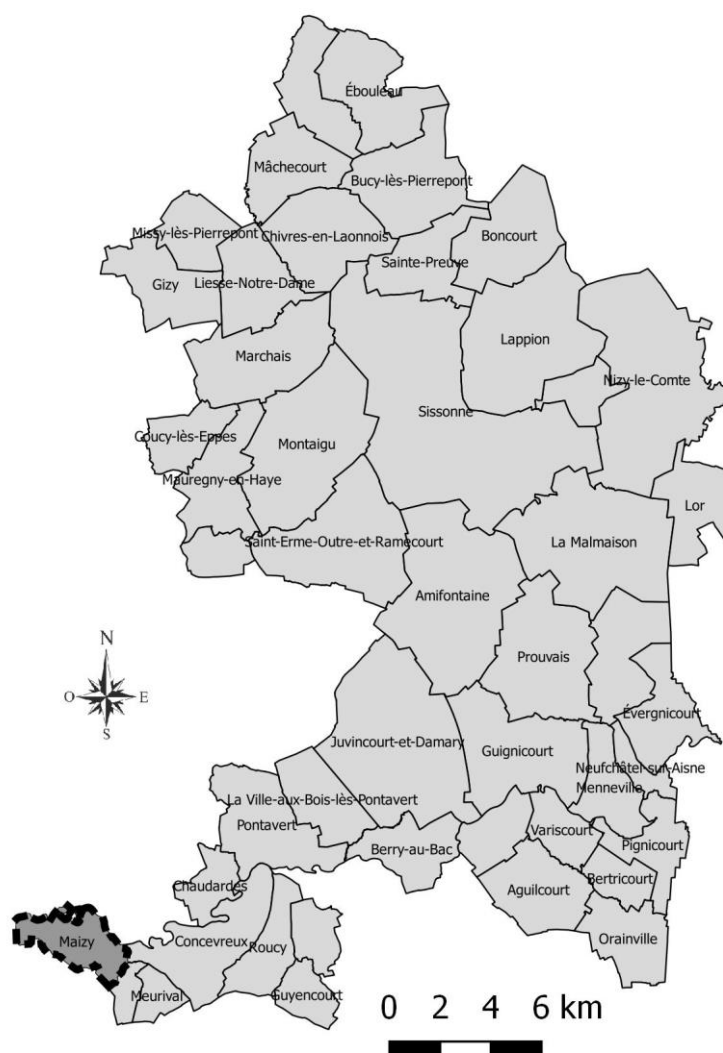 Ébouleau
Mâchecourt
Bucy-lès-Pierrepont
Missy-lès-Pierrepont
Chivres-en-Laonnois
Boncourt
Sainte-Preuve
Gizy
Liesse-Notre-Dame
Lappion
Marchais
Nizy-le-Comte
Sissonne
Coucy-lès-Eppes
Montaigu
Mauregny-en-Haye
Lor
Saint-Erme-Outre-et-Ramecourt
La Malmaison
Amifontaine
N
O
E
S
Prouvais
Évergnicourt
Juvincourt-et-Damary
Guignicourt
Neufchâtel-sur-Aisne
Menneville
La Ville-aux-Bois-lès-Pontavert
Pontavert
Variscourt
Pignicourt
Berry-au-Bac
Bertricourt
Chaudardes
Aguilcourt
Maizy
Concevreux
Roucy
Orainville
Meurival
Guyencourt
0 2 4 6 km